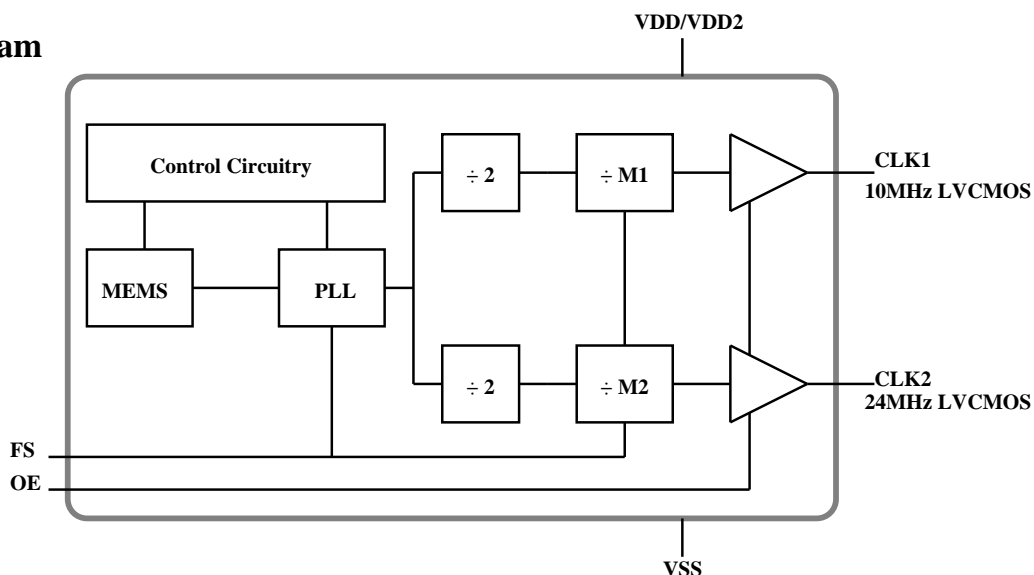 VDD/VDD2
am
Control Circuitry
÷ 2
÷ M1
CLK1
10MHz LVCMOS
MEMS
PLL
÷ 2
÷ M2
CLK2
24MHz LVCMOS
FS
OE
VSS